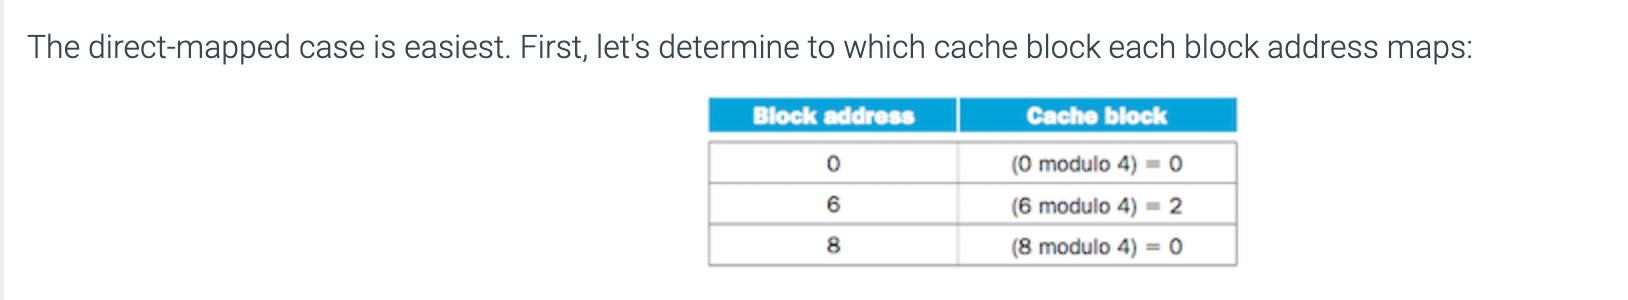 The direct-mapped case is easiest. First, let's determine to which cache block each block address maps:
Block address Cache block
0 (0 modulo 4) = 0
6 (6 modulo 4) = 2
8 (8 modulo 4) = 0